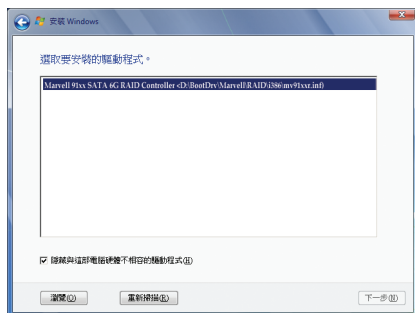 安裝 Windows
選取要安裝的驅動程式。
Marvell 91xx SATA 6G RAID Controller <D:\BootDrv\Marvell\RAID\i386\mv91xxr.inf)
隱藏與這部電腦硬體不相容的驅動程式(H)
瀏覽(O)
重新掃描(R)
下一步(N)